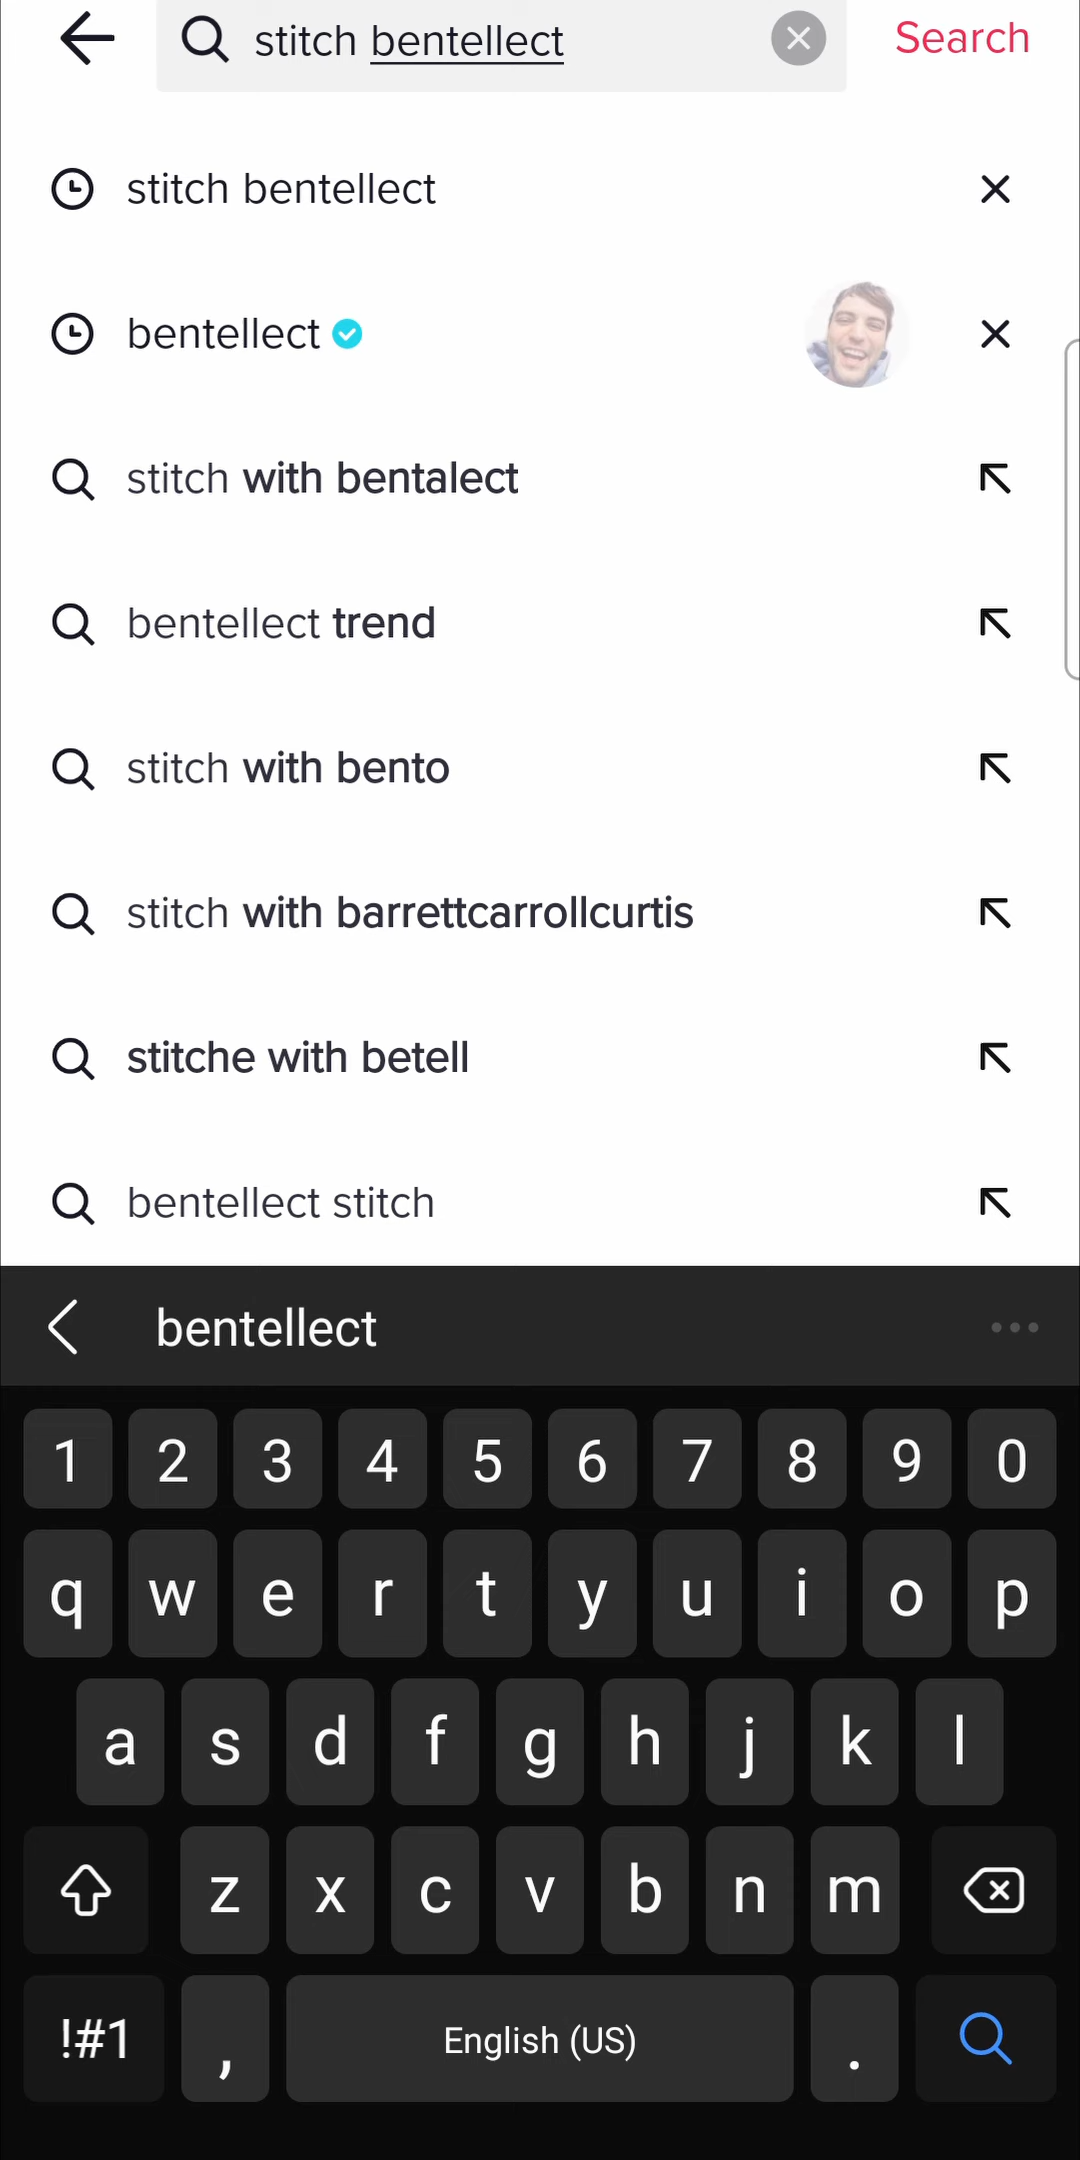 stitch bentellect
Search
stitch bentellect
bentellect
stitch with bentalect
bentellect trend
stitch with bento
stitch with barrettcarrollcurtis
stitche with betell
bentellect stitch
bentellect
1 2 3 4 5 6 7 8 9 0
q w e r t y u i o p
a s d f g h j k l
z x c v b n m
!#1 , English (US) .